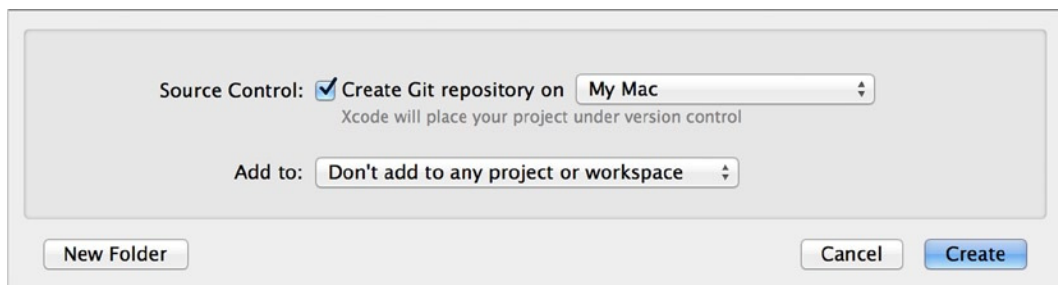 Source Control: Create Git repository on My Mac
Xcode will place your project under version control
Add to: Don't add to any project or workspace
New Folder Cancel Create